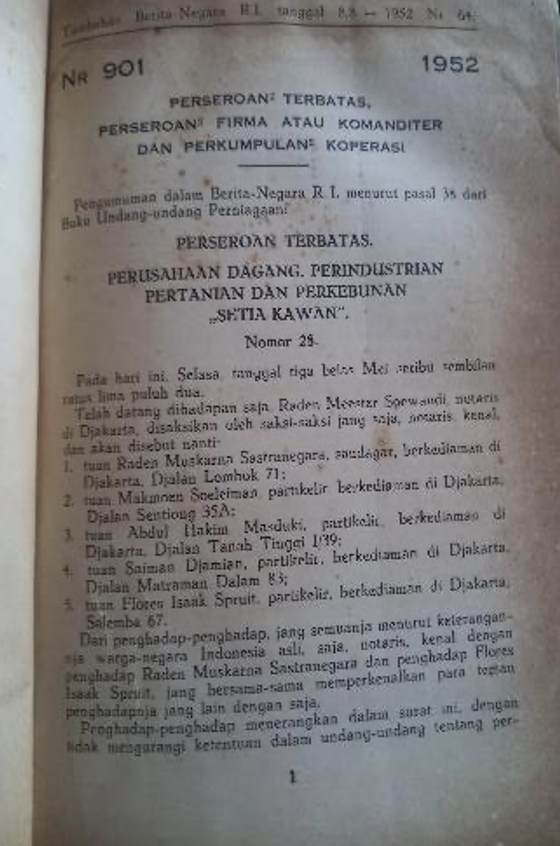 Tambahan Berita-Negara R.I. tanggal 8/8 — 1952 Nr 64.
Nr 901 1952
PERSEROAN² TERBATAS,
PERSEROAN² FIRMA ATAU KOMANDITER
DAN PERKUMPULAN² KOPERASI
Pengumuman dalam Berita-Negara R I. menurut pasal 38 dari
Buku Undang-undang Perniagaan!
PERSEROAN TERBATAS.
PERUSAHAAN DAGANG, PERINDUSTRIAN
PERTANIAN DAN PERKEBUNAN
„SETIA KAWAN".
Nomor 28.
Pada hari ini, Selasa, tanggal tiga belas Mei seribu sembilan
ratus lima puluh dua.
Telah datang dihadapan saja, Raden Meester Soewandi, notaris
di Djakarta, disaksikan oleh saksi-saksi jang saja, notaris, kenal,
dan akan disebut nanti:
1. tuan Raden Muskarna Sastranegara, saudagar, berkediaman di
Djakarta, Djalan Lombok 71;
2. tuan Makmoen Soeleiman, partikelir, berkediaman di Djakarta,
Djalan Sentiong 35A;
3. tuan Abdul Hakim Masduki, partikelir, berkediaman di
Djakarta, Djalan Tanah Tinggi I/39;
4. tuan Saiman Djamian, partikelir, berkediaman di Djakarta,
Djalan Matraman Dalam 83;
5. tuan Flores Isaak Spruit, partikelir, berkediaman di Djakarta,
Salemba 67.
Dari penghadap-penghadap, jang semuanja menurut keterangan-
nja warga-negara Indonesia asli, saja, notaris, kenal dengan
penghadap Raden Muskarna Sastranegara dan penghadap Flores
Isaak Spruit, jang bersama-sama memperkenalkan para teman
penghadapnja jang lain dengan saja.
Penghadap-penghadap menerangkan dalam surat ini, dengan
tidak mengurangi ketentuan dalam undang-undang tentang per-
1